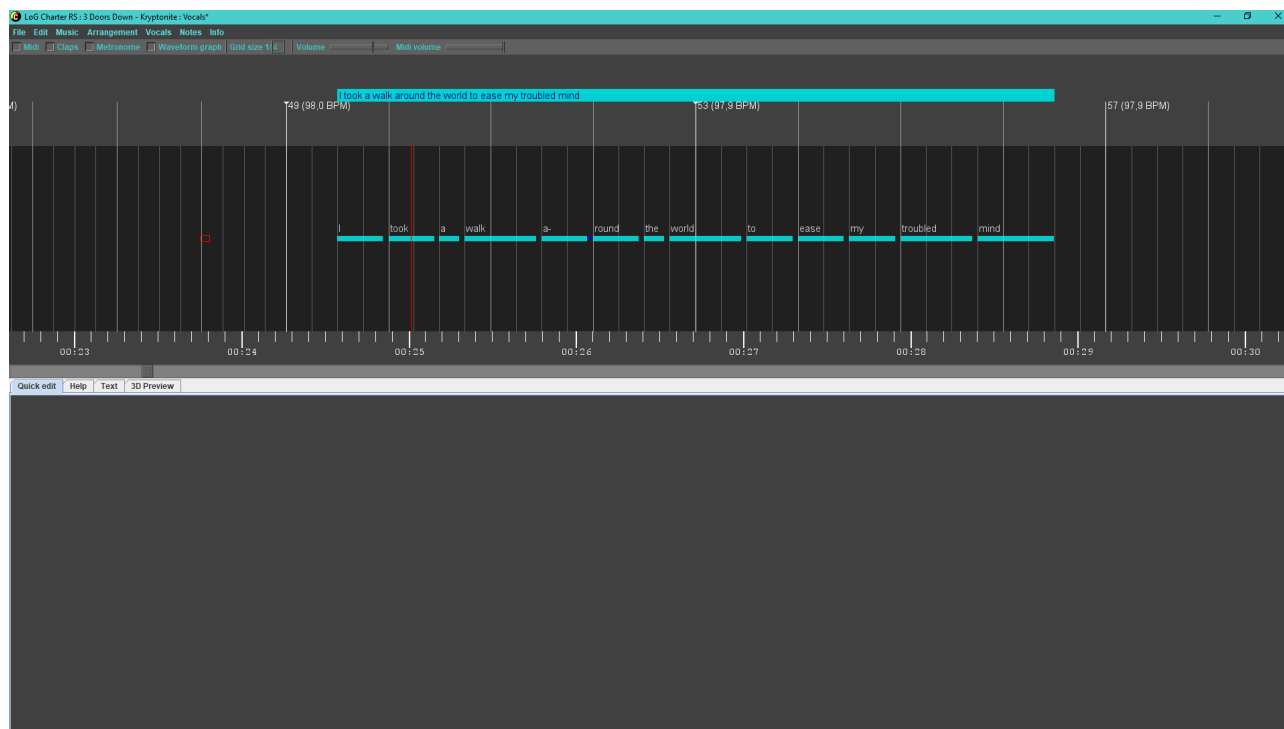 LoG Charter RS : 3 Doors Down - Kryptonite : Vocals*
File Edit Music Arrangement Vocals Notes Info
Midi Claps Metronome Waveform graph Grid size 1/4 Volume Midi volume
I took a walk around the world to ease my troubled mind
M) 49 (98,0 BPM) 53 (97,9 BPM) 57 (97,9 BPM)
I took a walk a- round the world to ease my troubled mind
00:23 00:24 00:25 00:26 00:27 00:28 00:29 00:30
Quick edit Help Text 3D Preview